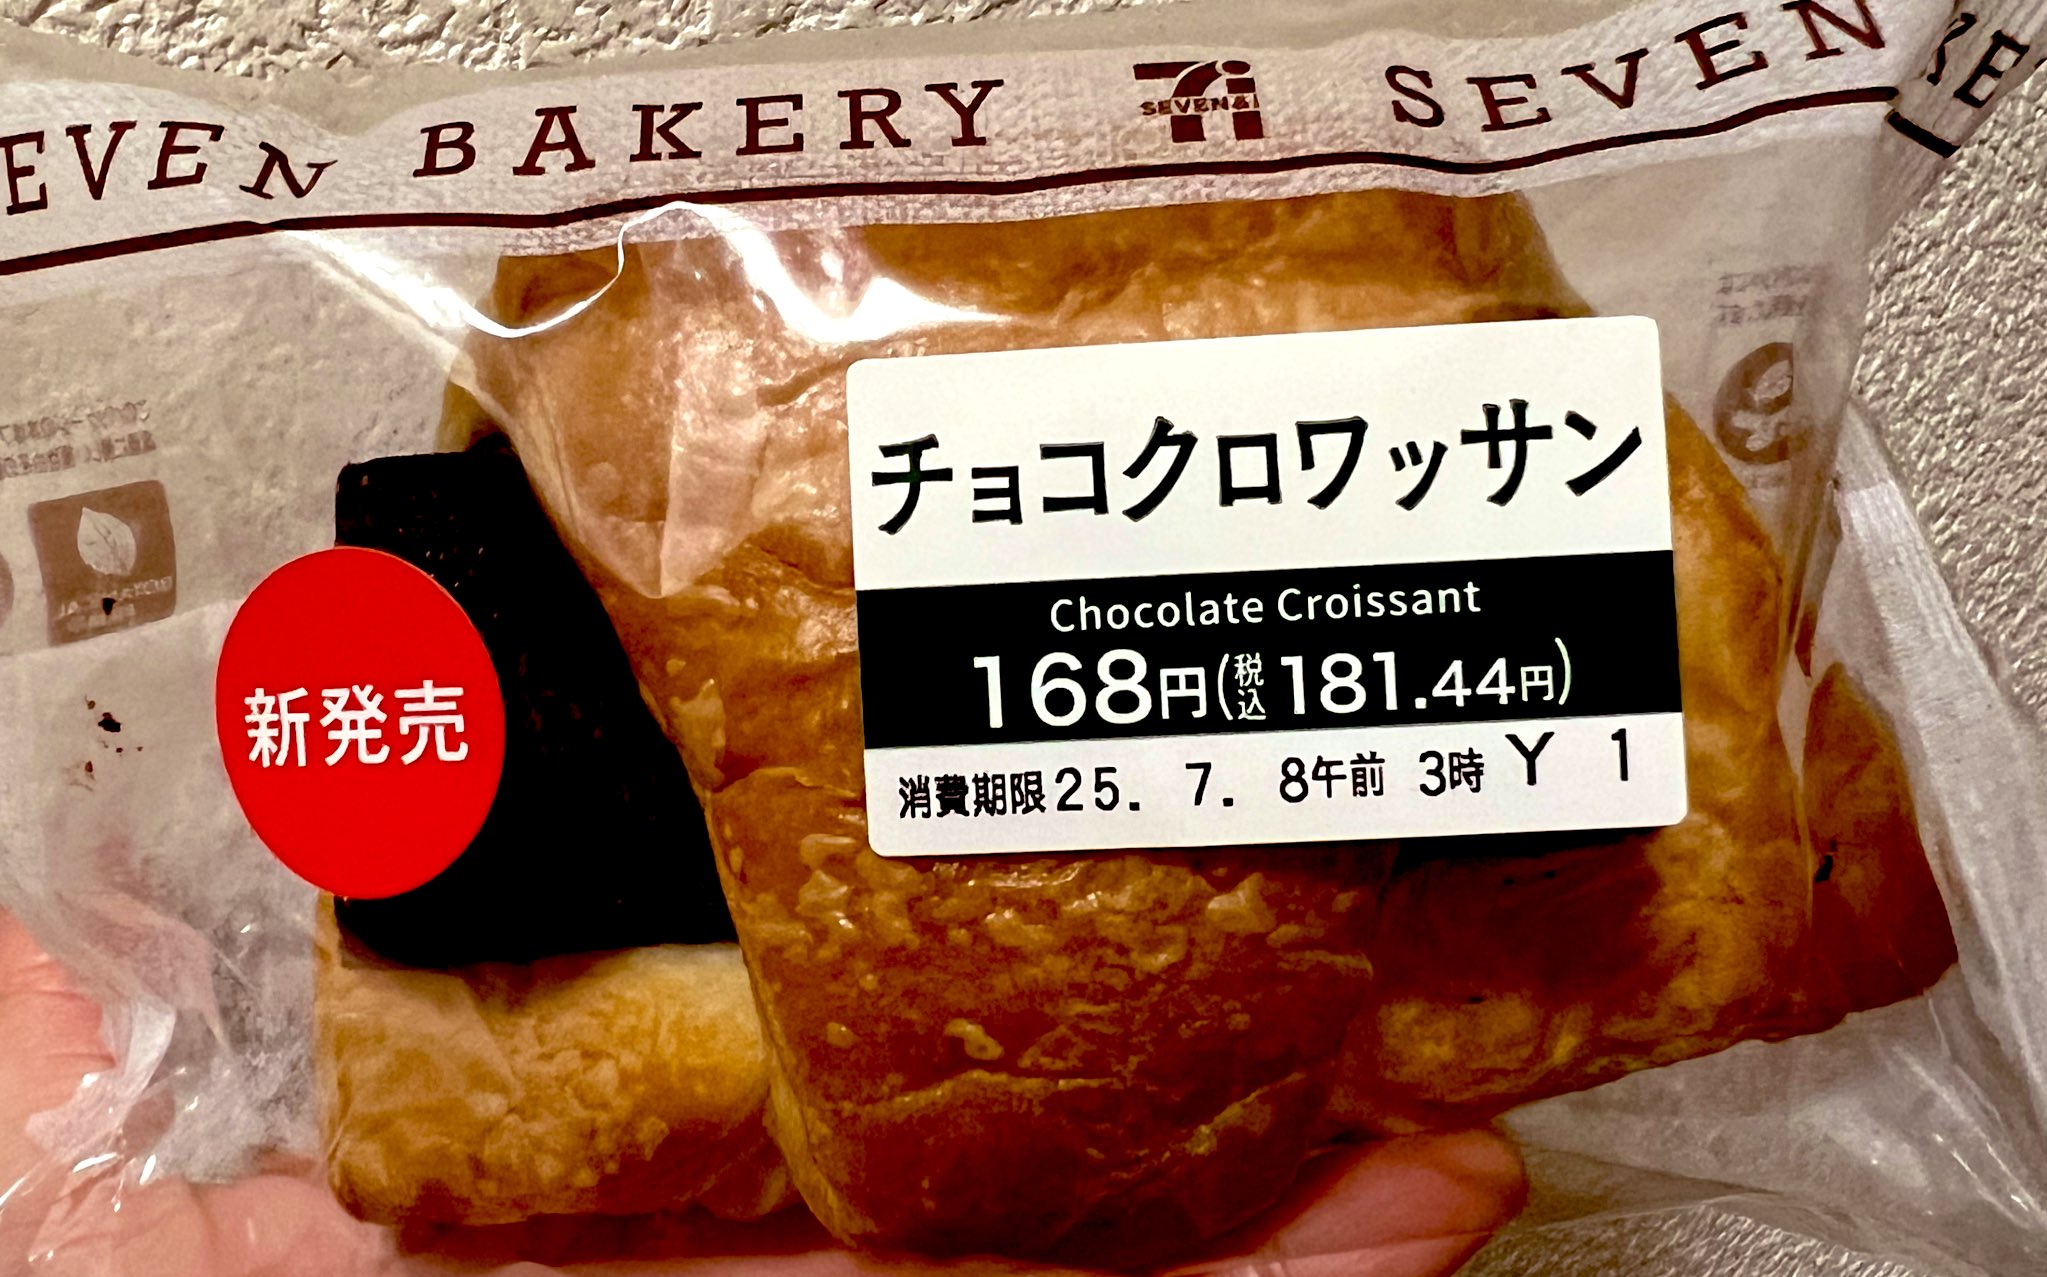 EVEN BAKERY
SEVEN&i
SEVEN
新発売
チョコクロワッサン
Chocolate Croissant
168円(税込181.44円)
消費期限25. 7. 8午前 3時 Y 1